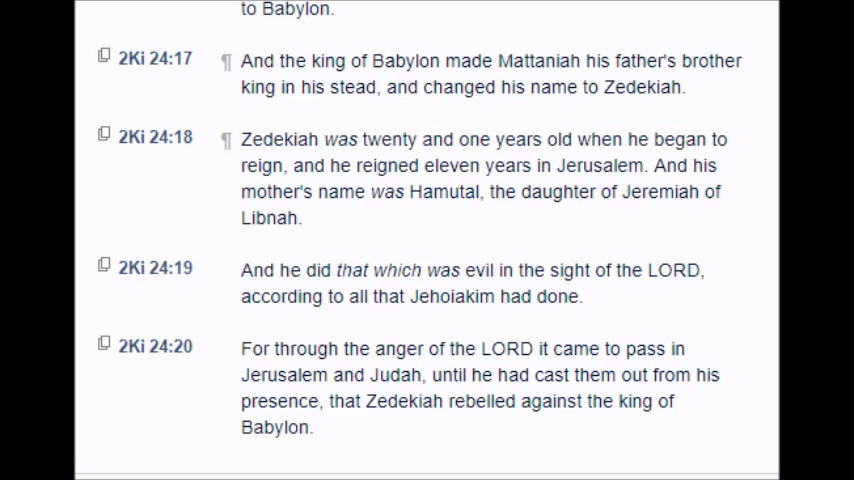 to Babylon.
2Ki 24:17 ¶ And the king of Babylon made Mattaniah his father's brother
king in his stead, and changed his name to Zedekiah.
2Ki 24:18 ¶ Zedekiah was twenty and one years old when he began to
reign, and he reigned eleven years in Jerusalem. And his
mother's name was Hamutal, the daughter of Jeremiah of
Libnah.
2Ki 24:19 And he did that which was evil in the sight of the LORD,
according to all that Jehoiakim had done.
2Ki 24:20 For through the anger of the LORD it came to pass in
Jerusalem and Judah, until he had cast them out from his
presence, that Zedekiah rebelled against the king of
Babylon.